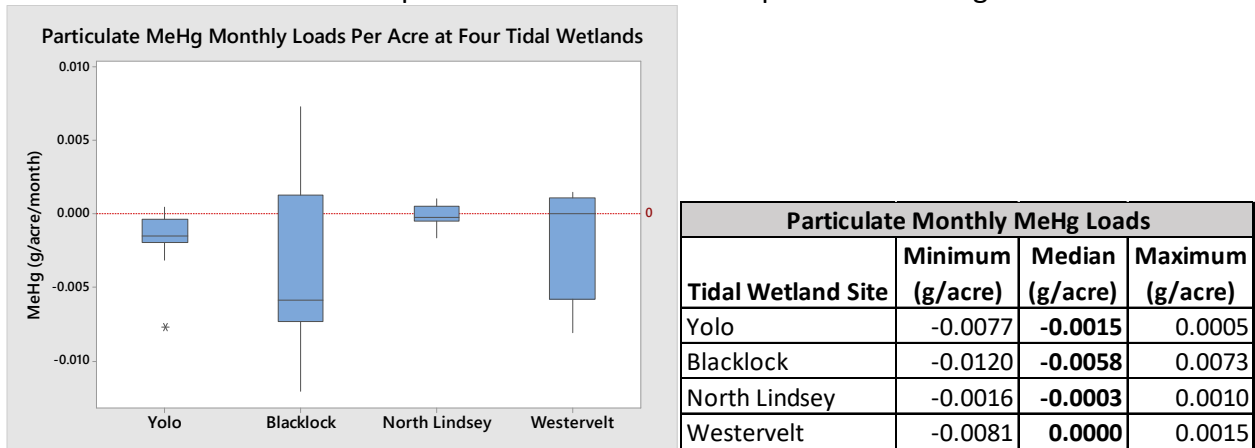 Particulate MeHg Monthly Loads Per Acre at Four Tidal Wetlands
0.010
0.005
0.000
-0.005
-0.010
MeHg (g/acre/month)
0
*
Yolo Blacklock North Lindsey Westervelt
Particulate Monthly MeHg Loads
Tidal Wetland Site Minimum (g/acre) Median (g/acre) Maximum (g/acre)
Yolo -0.0077 -0.0015 0.0005
Blacklock -0.0120 -0.0058 0.0073
North Lindsey -0.0016 -0.0003 0.0010
Westervelt -0.0081 0.0000 0.0015